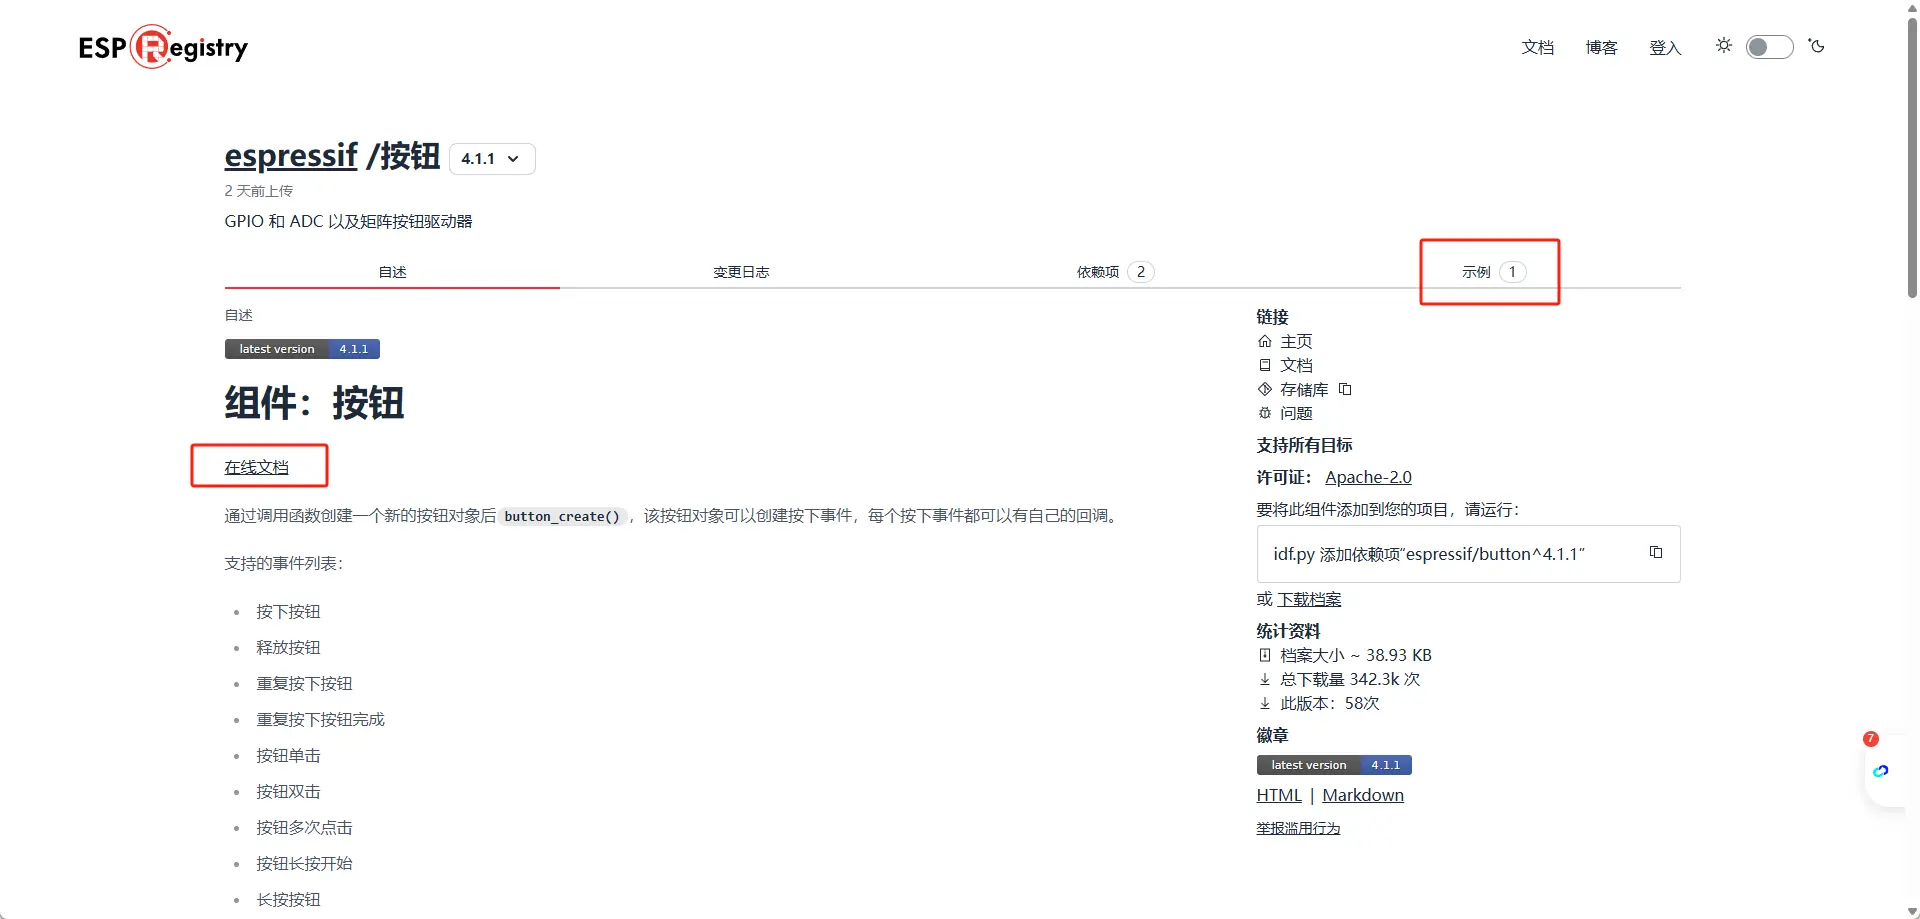 ESP Registry
文档 博客 登入
espressif /按钮 4.1.1
2 天前上传
GPIO 和 ADC 以及矩阵按钮驱动器
自述 变更日志 依赖项 2 示例 1
自述
latest version 4.1.1
组件：按钮
在线文档
通过调用函数创建一个新的按钮对象后 button_create() ，该按钮对象可以创建按下事件，每个按下事件都可以有自己的回调。
支持的事件列表：
按下按钮
释放按钮
重复按下按钮
重复按下按钮完成
按钮单击
按钮双击
按钮多次点击
按钮长按开始
长按按钮
链接
主页
文档
存储库
问题
支持所有目标
许可证： Apache-2.0
要将此组件添加到您的项目，请运行：
idf.py 添加依赖项“espressif/button^4.1.1”
或 下载档案
统计资料
档案大小 ~ 38.93 KB
总下载量 342.3k 次
此版本：58次
徽章
latest version 4.1.1
HTML | Markdown
举报滥用行为
7